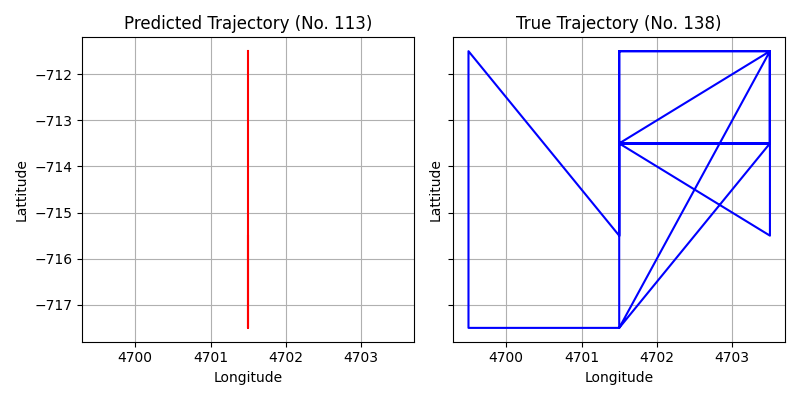 Predicted Trajectory (No. 113)
True Trajectory (No. 138)
−712
−713
−714
−715
−716
−717
Lattitude
Lattitude
4700
4701
4702
4703
4700
4701
4702
4703
Longitude
Longitude